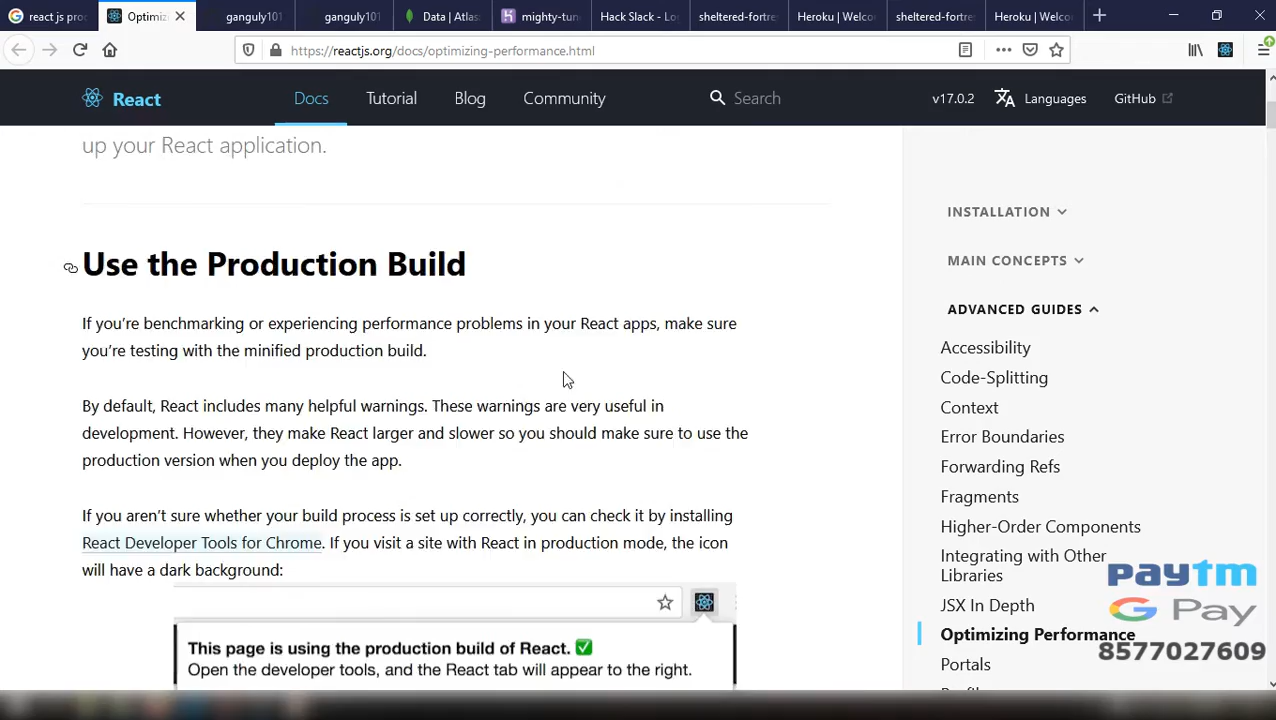 react js pro
Optimizi
ganguly101
ganguly101
Data | Atlas
mighty-tun
Hack Slack - Lo
sheltered-fortre
Heroku | Welco
sheltered-fortre
Heroku | Welco
https://reactjs.org/docs/optimizing-performance.html
React
Docs
Tutorial
Blog
Community
Search
v17.0.2
Languages
GitHub
up your React application.
Use the Production Build
If you're benchmarking or experiencing performance problems in your React apps, make sure
you're testing with the minified production build.
By default, React includes many helpful warnings. These warnings are very useful in
development. However, they make React larger and slower so you should make sure to use the
production version when you deploy the app.
If you aren't sure whether your build process is set up correctly, you can check it by installing
React Developer Tools for Chrome. If you visit a site with React in production mode, the icon
will have a dark background:
This page is using the production build of React. ✅
Open the developer tools, and the React tab will appear to the right.
INSTALLATION
MAIN CONCEPTS
ADVANCED GUIDES
Accessibility
Code-Splitting
Context
Error Boundaries
Forwarding Refs
Fragments
Higher-Order Components
Integrating with Other
Libraries
JSX In Depth
Optimizing Performance
Portals
paytm
G Pay
8577027609